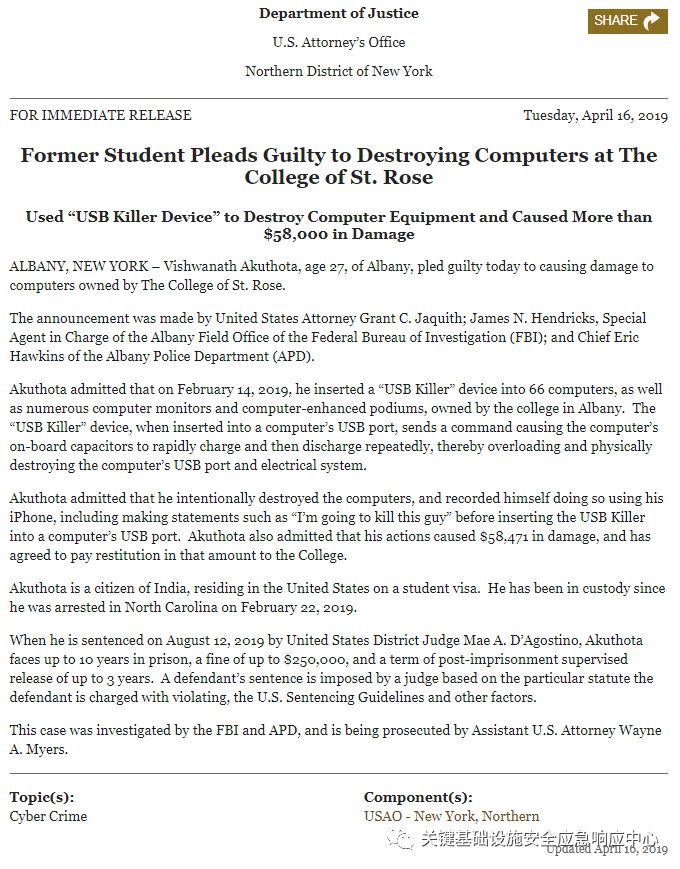 Department of Justice
SHARE
U.S. Attorney’s Office
Northern District of New York
FOR IMMEDIATE RELEASE
Tuesday, April 16, 2019
Former Student Pleads Guilty to Destroying Computers at The
College of St. Rose
Used “USB Killer Device” to Destroy Computer Equipment and Caused More than
$58,000 in Damage
ALBANY, NEW YORK – Vishwanath Akuthota, age 27, of Albany, pled guilty today to causing damage to
computers owned by The College of St. Rose.
The announcement was made by United States Attorney Grant C. Jaquith; James N. Hendricks, Special
Agent in Charge of the Albany Field Office of the Federal Bureau of Investigation (FBI); and Chief Eric
Hawkins of the Albany Police Department (APD).
Akuthota admitted that on February 14, 2019, he inserted a “USB Killer” device into 66 computers, as well
as numerous computer monitors and computer-enhanced podiums, owned by the college in Albany.  The
“USB Killer” device, when inserted into a computer’s USB port, sends a command causing the computer’s
on-board capacitors to rapidly charge and then discharge repeatedly, thereby overloading and physically
destroying the computer’s USB port and electrical system.
Akuthota admitted that he intentionally destroyed the computers, and recorded himself doing so using his
iPhone, including making statements such as “I’m going to kill this guy” before inserting the USB Killer
into a computer’s USB port.  Akuthota also admitted that his actions caused $58,471 in damage, and has
agreed to pay restitution in that amount to the College.
Akuthota is a citizen of India, residing in the United States on a student visa.  He has been in custody since
he was arrested in North Carolina on February 22, 2019.
When he is sentenced on August 12, 2019 by United States District Judge Mae A. D’Agostino, Akuthota
faces up to 10 years in prison, a fine of up to $250,000, and a term of post-imprisonment supervised
release of up to 3 years.  A defendant’s sentence is imposed by a judge based on the particular statute the
defendant is charged with violating, the U.S. Sentencing Guidelines and other factors.
This case was investigated by the FBI and APD, and is being prosecuted by Assistant U.S. Attorney Wayne
A. Myers.
Topic(s):
Cyber Crime
Component(s):
USAO - New York, Northern
关键基础设施安全应急响应中心
Updated April 16, 2019